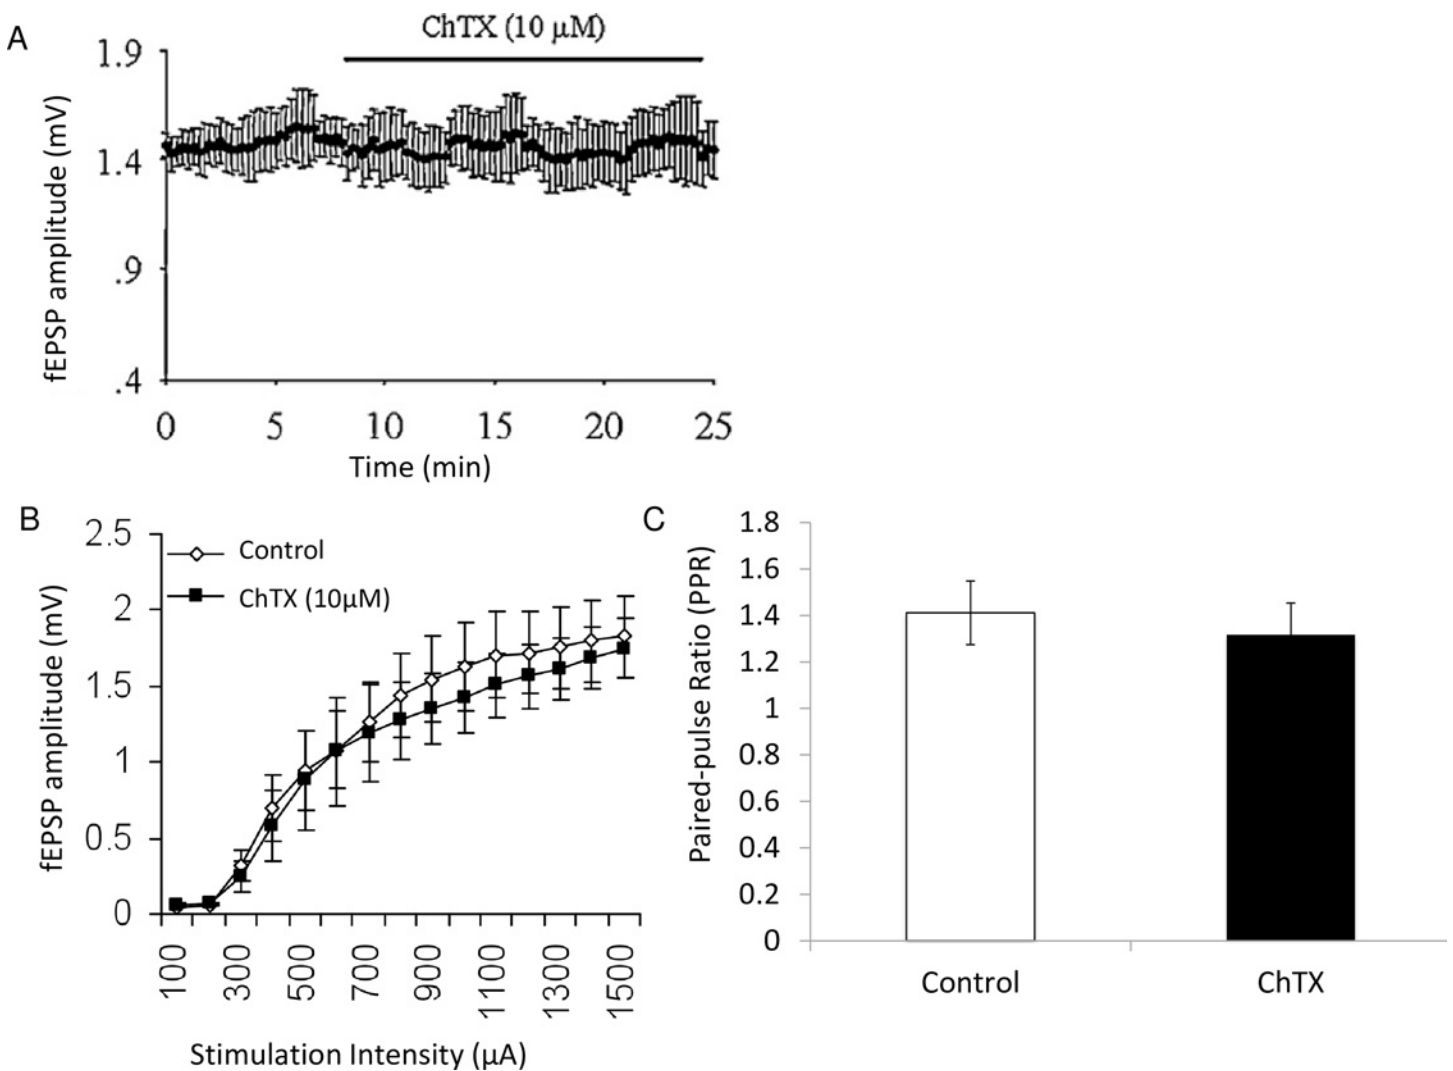 A
ChTX (10 µM)
1.9
1.4
.9
.4
fEPSP amplitude (mV)
0 5 10 15 20 25
Time (min)
B
2.5
2
1.5
1
0.5
0
fEPSP amplitude (mV)
Control
ChTX (10µM)
100 300 500 700 900 1100 1300 1500
Stimulation Intensity (µA)
C
1.8
1.6
1.4
1.2
1
0.8
0.6
0.4
0.2
0
Paired-pulse Ratio (PPR)
Control ChTX